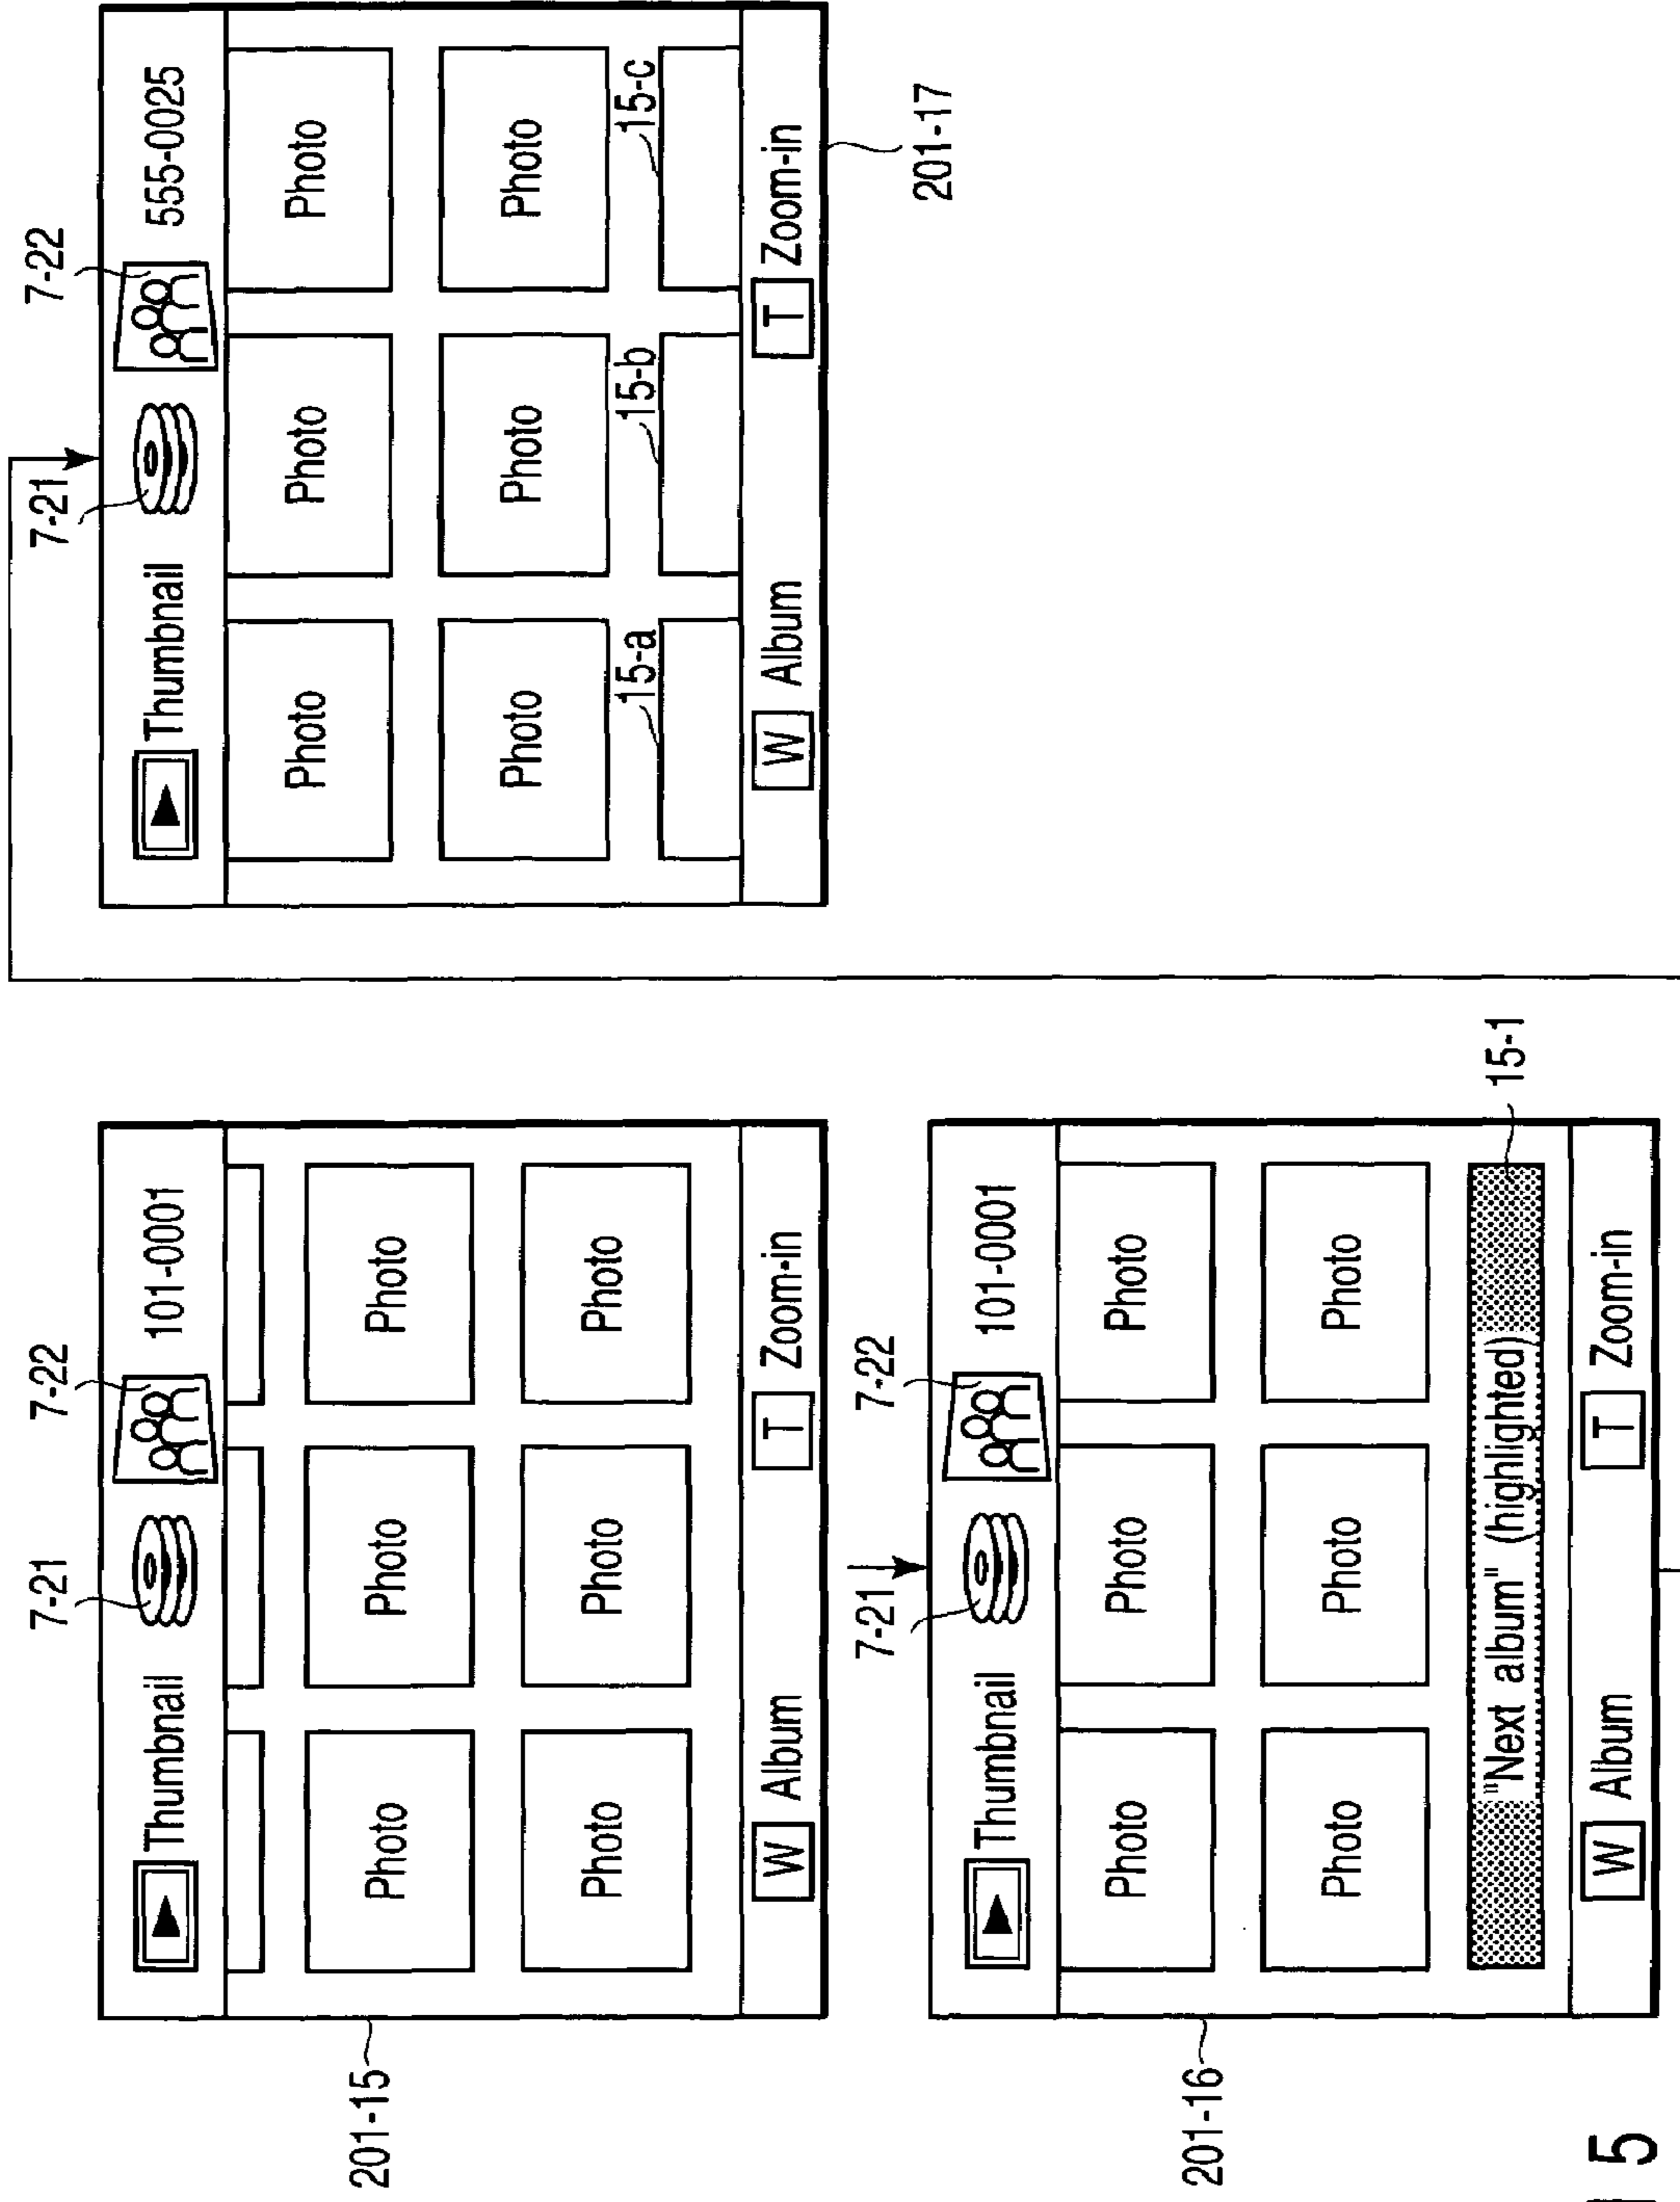 7-21 7-22
Thumbnail 101-0001
201-15
Photo Photo Photo
Photo Photo Photo
W Album T Zoom-in
7-21 7-22
Thumbnail 101-0001
Photo Photo Photo
201-16
Photo Photo Photo
"Next album" (highlighted)
15-1
W Album T Zoom-in
7-21 7-22
Thumbnail 555-0025
Photo Photo Photo
Photo Photo Photo
15-a 15-b 15-c
W Album T Zoom-in
201-17
5